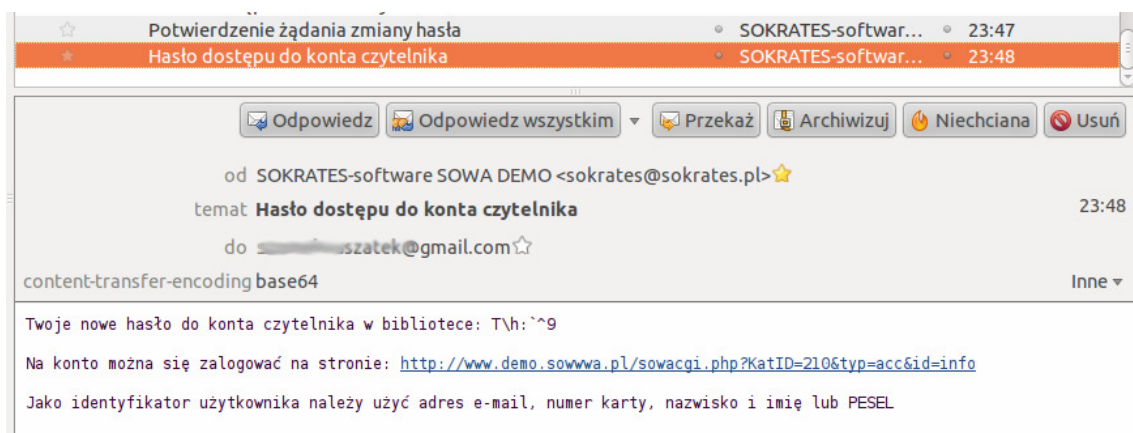 Potwierdzenie żądania zmiany hasła SOKRATES-softwar... 23:47
Hasło dostępu do konta czytelnika SOKRATES-softwar... 23:48
Odpowiedz Odpowiedz wszystkim Przekaż Archiwizuj Niechciana Usuń
od SOKRATES-software SOWA DEMO <sokrates@sokrates.pl>
temat Hasło dostępu do konta czytelnika 23:48
do szatek@gmail.com
content-transfer-encoding base64 Inne
Twoje nowe hasło do konta czytelnika w bibliotece: T\h:`^9
Na konto można się zalogować na stronie: http://www.demo.sowwwa.pl/sowacgi.php?KatID=210&typ=acc&id=info
Jako identyfikator użytkownika należy użyć adres e-mail, numer karty, nazwisko i imię lub PESEL